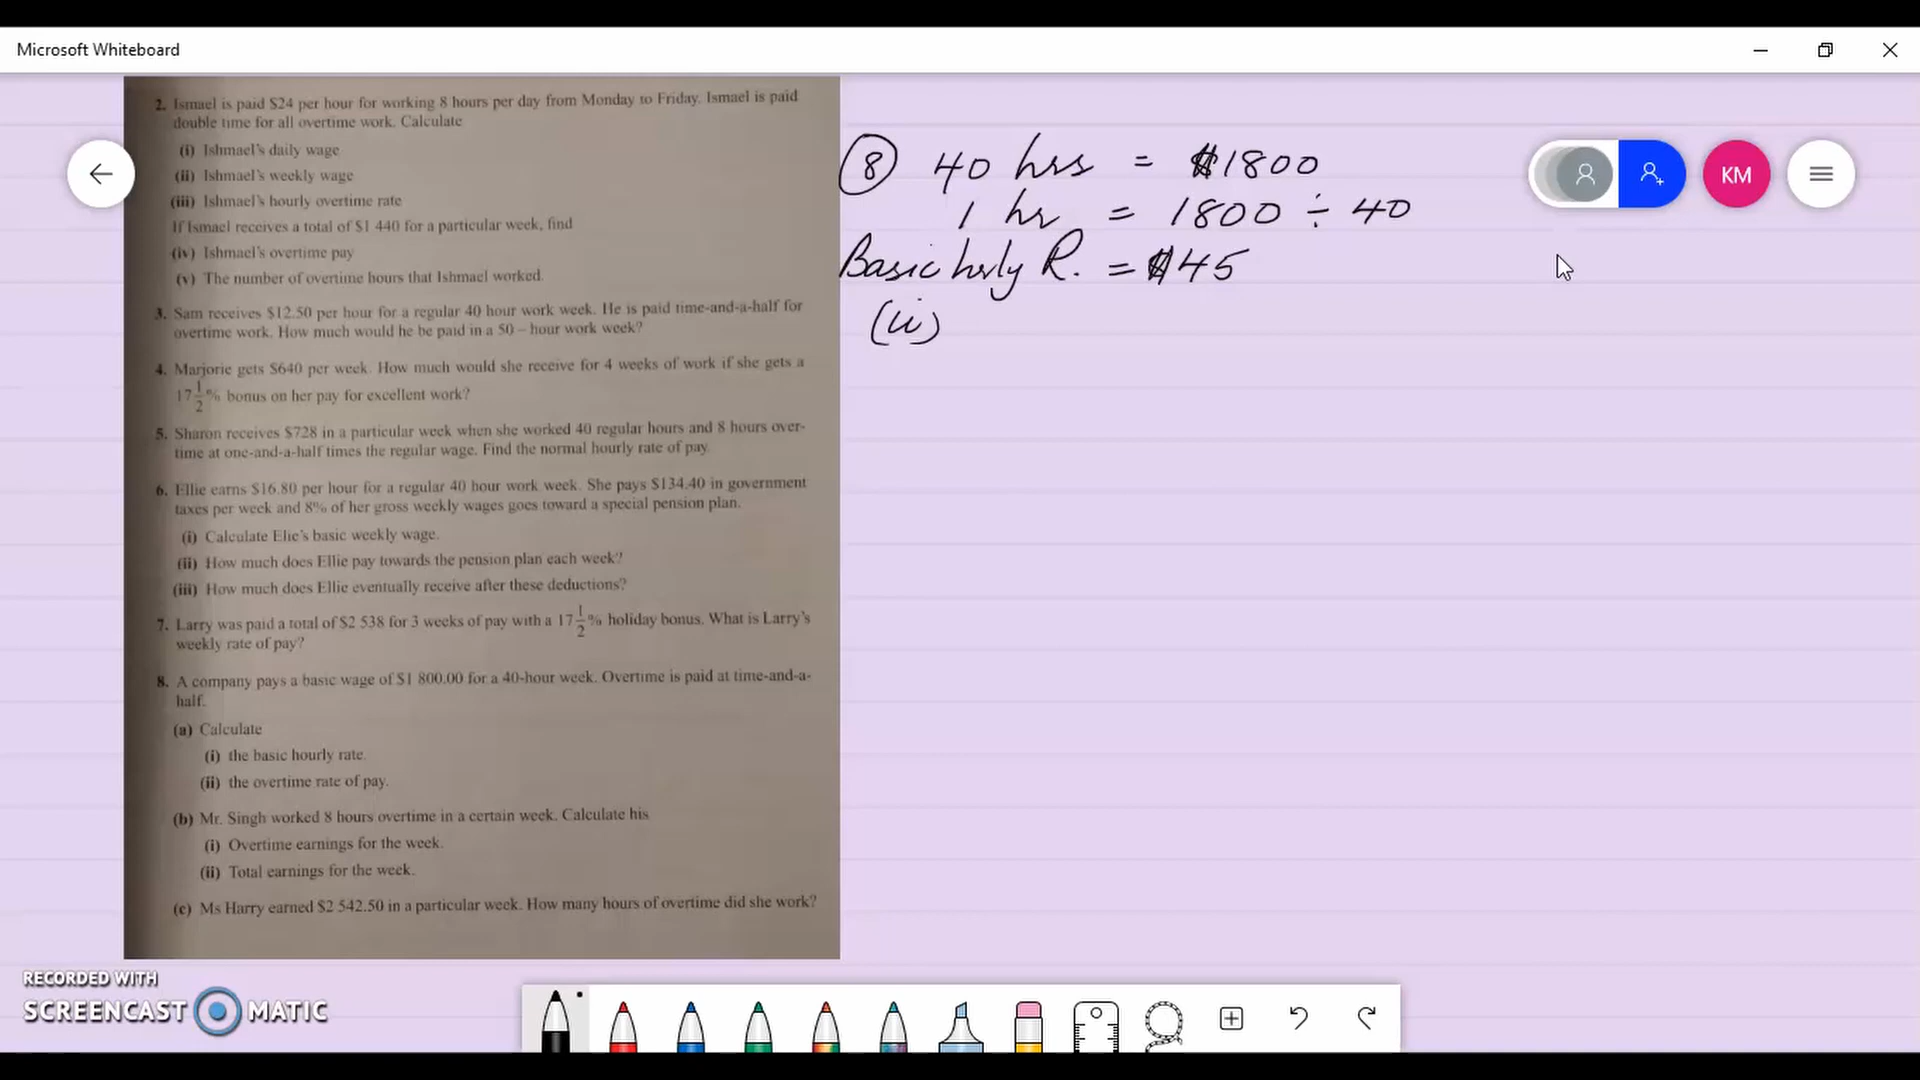 Microsoft Whiteboard
2. Ismael is paid $24 per hour for working 8 hours per day from Monday to Friday. Ismael is paid
double time for all overtime work. Calculate
(i) Ishmael's daily wage
(ii) Ishmael's weekly wage
(iii) Ishmael's hourly overtime rate
If Ismael receives a total of $1 440 for a particular week, find
(iv) Ishmael's overtime pay
(v) The number of overtime hours that Ishmael worked.
3. Sam receives $12.50 per hour for a regular 40 hour work week. He is paid time-and-a-half for
overtime work. How much would he be paid in a 50 – hour work week?
4. Marjorie gets $640 per week. How much would she receive for 4 weeks of work if she gets a
17 1/2 % bonus on her pay for excellent work?
5. Sharon receives $728 in a particular week when she worked 40 regular hours and 8 hours over-
time at one-and-a-half times the regular wage. Find the normal hourly rate of pay.
6. Ellie earns $16.80 per hour for a regular 40 hour work week. She pays $134.40 in government
taxes per week and 8% of her gross weekly wages goes toward a special pension plan.
(i) Calculate Elie's basic weekly wage.
(ii) How much does Ellie pay towards the pension plan each week?
(iii) How much does Ellie eventually receive after these deductions?
7. Larry was paid a total of $2 538 for 3 weeks of pay with a 17 1/2 % holiday bonus. What is Larry's
weekly rate of pay?
8. A company pays a basic wage of $1 800.00 for a 40-hour week. Overtime is paid at time-and-a-
half.
(a) Calculate
(i) the basic hourly rate.
(ii) the overtime rate of pay.
(b) Mr. Singh worked 8 hours overtime in a certain week. Calculate his
(i) Overtime earnings for the week.
(ii) Total earnings for the week.
(c) Ms Harry earned $2 542.50 in a particular week. How many hours of overtime did she work?
8 40 hrs = $1800
1 hr = 1800 ÷ 40
Basic hrly R. = $45
(ii)
KM
RECORDED WITH
SCREENCAST MATIC